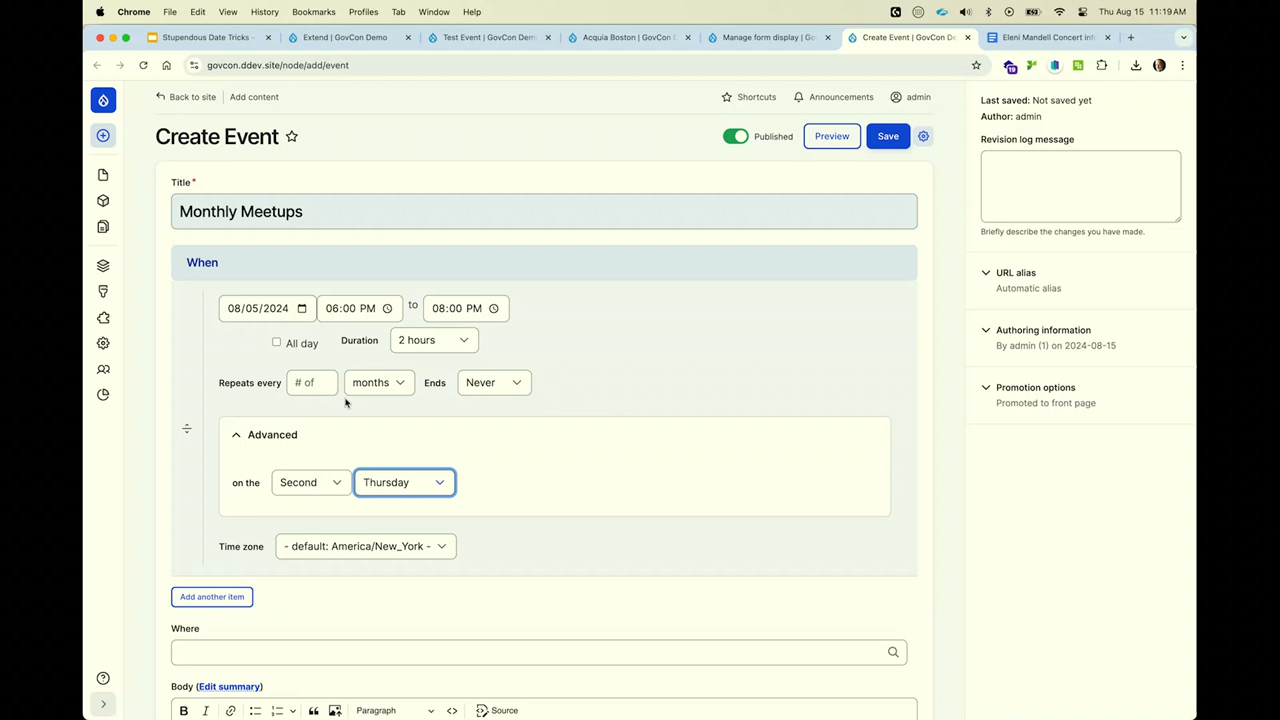 Chrome File Edit View History Bookmarks Profiles Tab Window Help Thu Aug 15 11:19 AM
Stupendous Date Tricks - Extend | GovCon Demo Test Event | GovCon Dem Acquia Boston | GovCon D Manage form display | Go Create Event | GovCon De Eleni Mandell Concert inf
govcon.ddev.site/node/add/event
19
Back to site Add content Shortcuts Announcements admin
Create Event Published Preview Save
Last saved: Not saved yet
Author: admin
Revision log message
Briefly describe the changes you have made.
URL alias
Automatic alias
Authoring information
By admin (1) on 2024-08-15
Promotion options
Promoted to front page
Title*
Monthly Meetups
When
08/05/2024 06:00 PM to 08:00 PM
All day Duration 2 hours
Repeats every # of months Ends Never
Advanced
on the Second Thursday
Time zone - default: America/New_York -
Add another item
Where
Body (Edit summary)
B I Paragraph Source